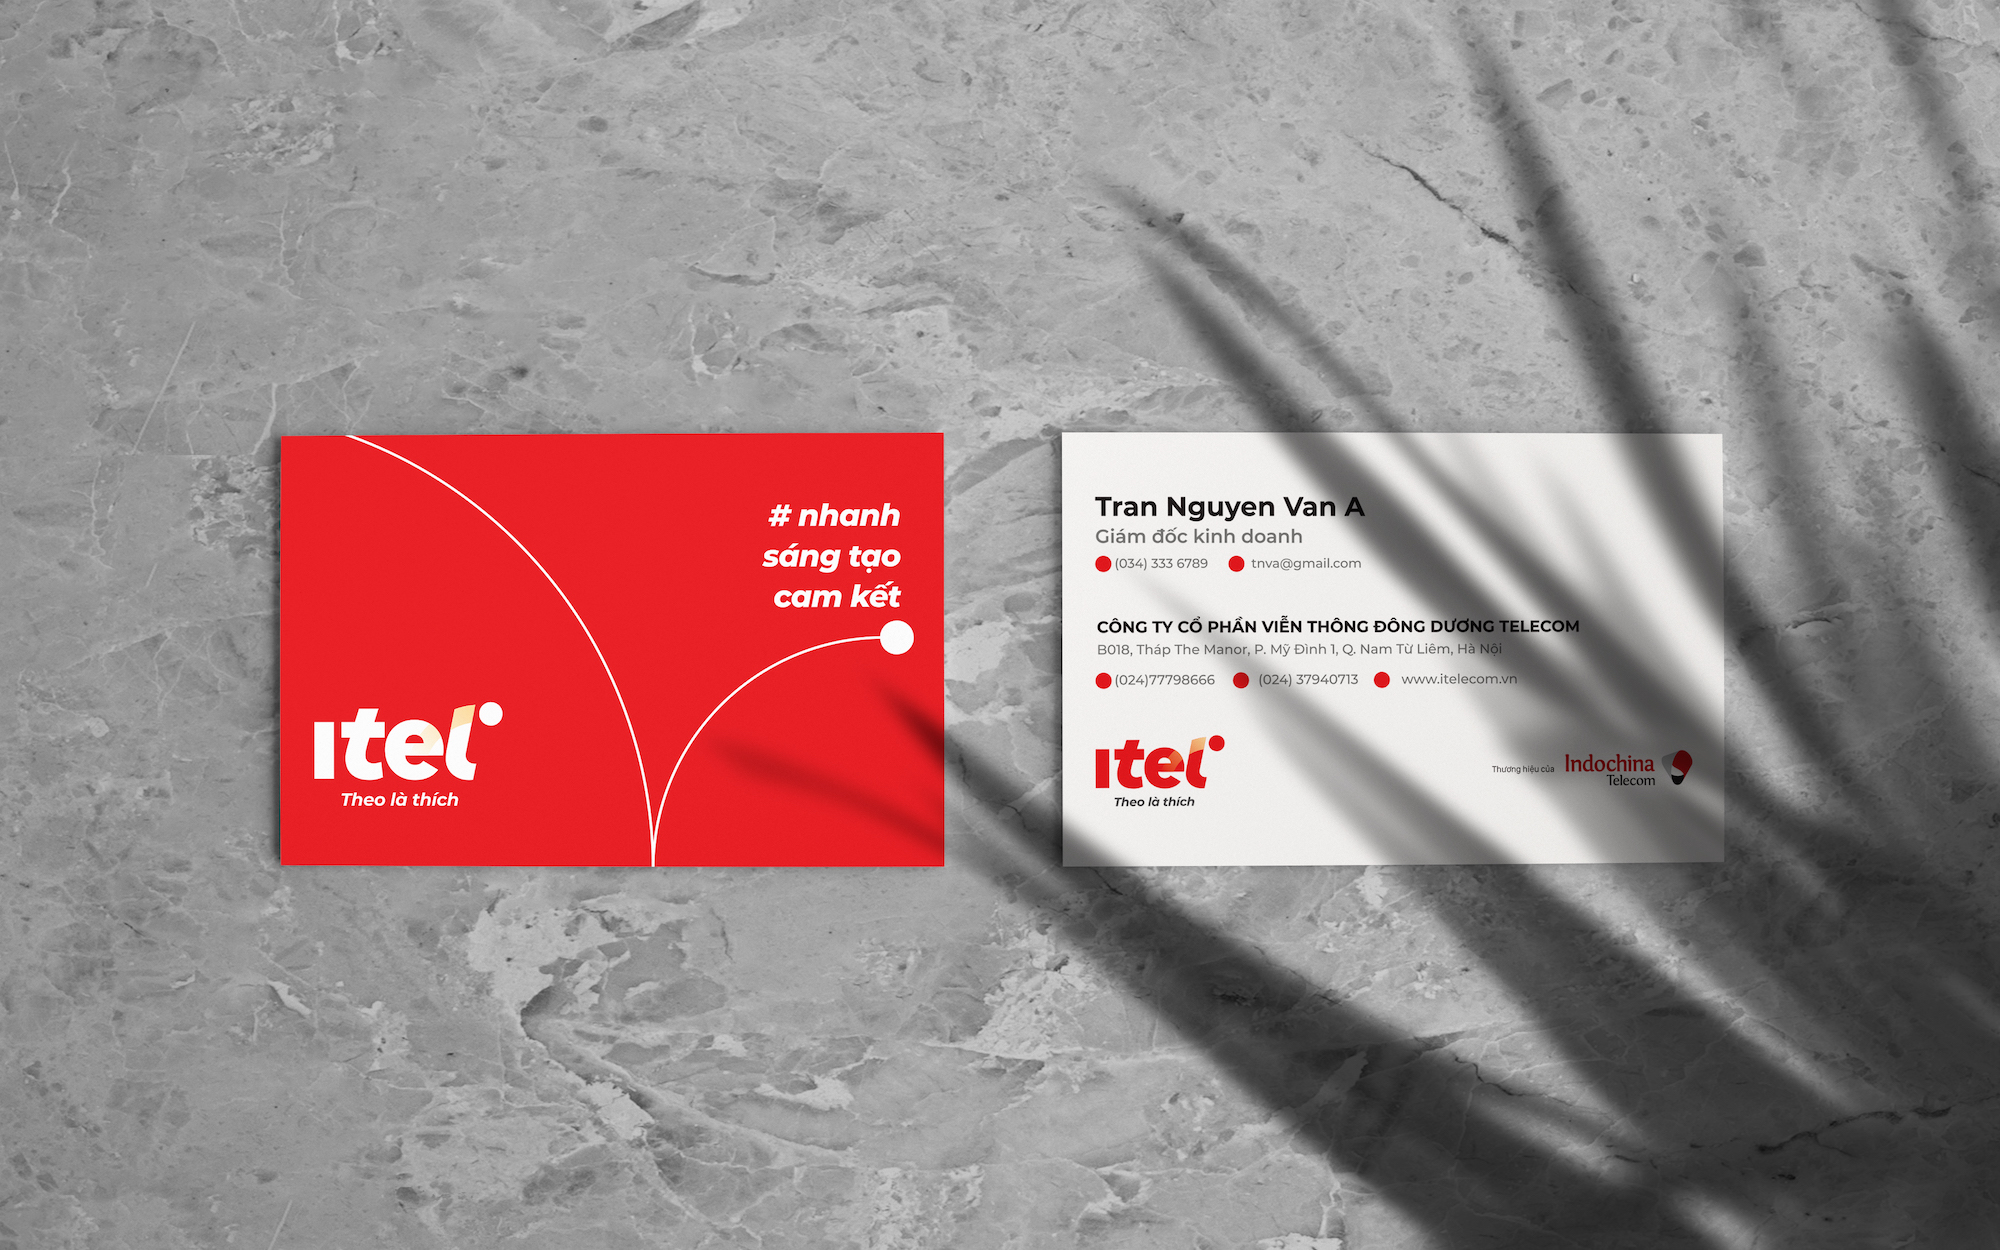 # nhanh
sáng tạo
cam kết
itel
Theo là thích
Tran Nguyen Van A
Giám đốc kinh doanh
(034) 333 6789 tnva@gmail.com
CÔNG TY CỔ PHẦN VIỄN THÔNG ĐÔNG DƯƠNG TELECOM
B018, Tháp The Manor, P. Mỹ Đình 1, Q. Nam Từ Liêm, Hà Nội
(024)77798666 (024) 37940713 www.itelecom.vn
itel
Theo là thích
Thương hiệu của Indochina
Telecom